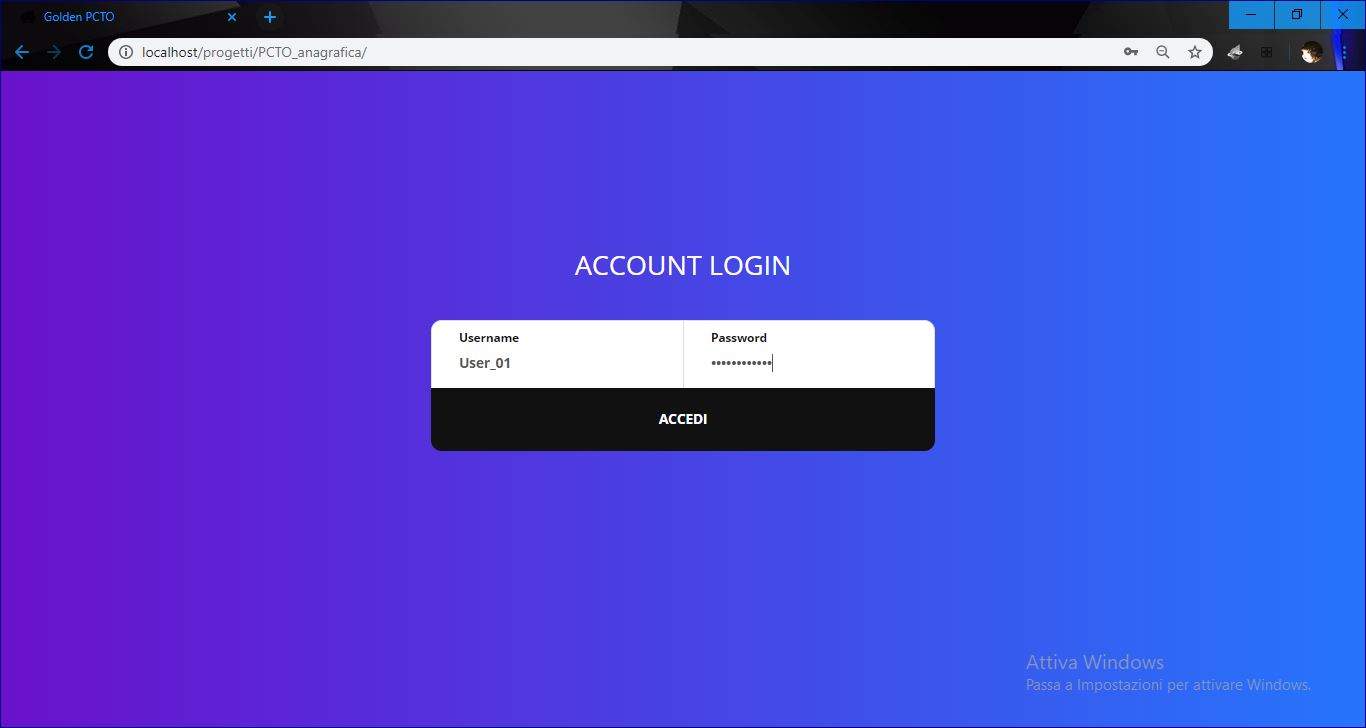 Golden PCTO
localhost/progetti/PCTO_anagrafica/
ACCOUNT LOGIN
Username
Password
User_01
••••••••••••
ACCEDI
Attiva Windows
Passa a Impostazioni per attivare Windows.